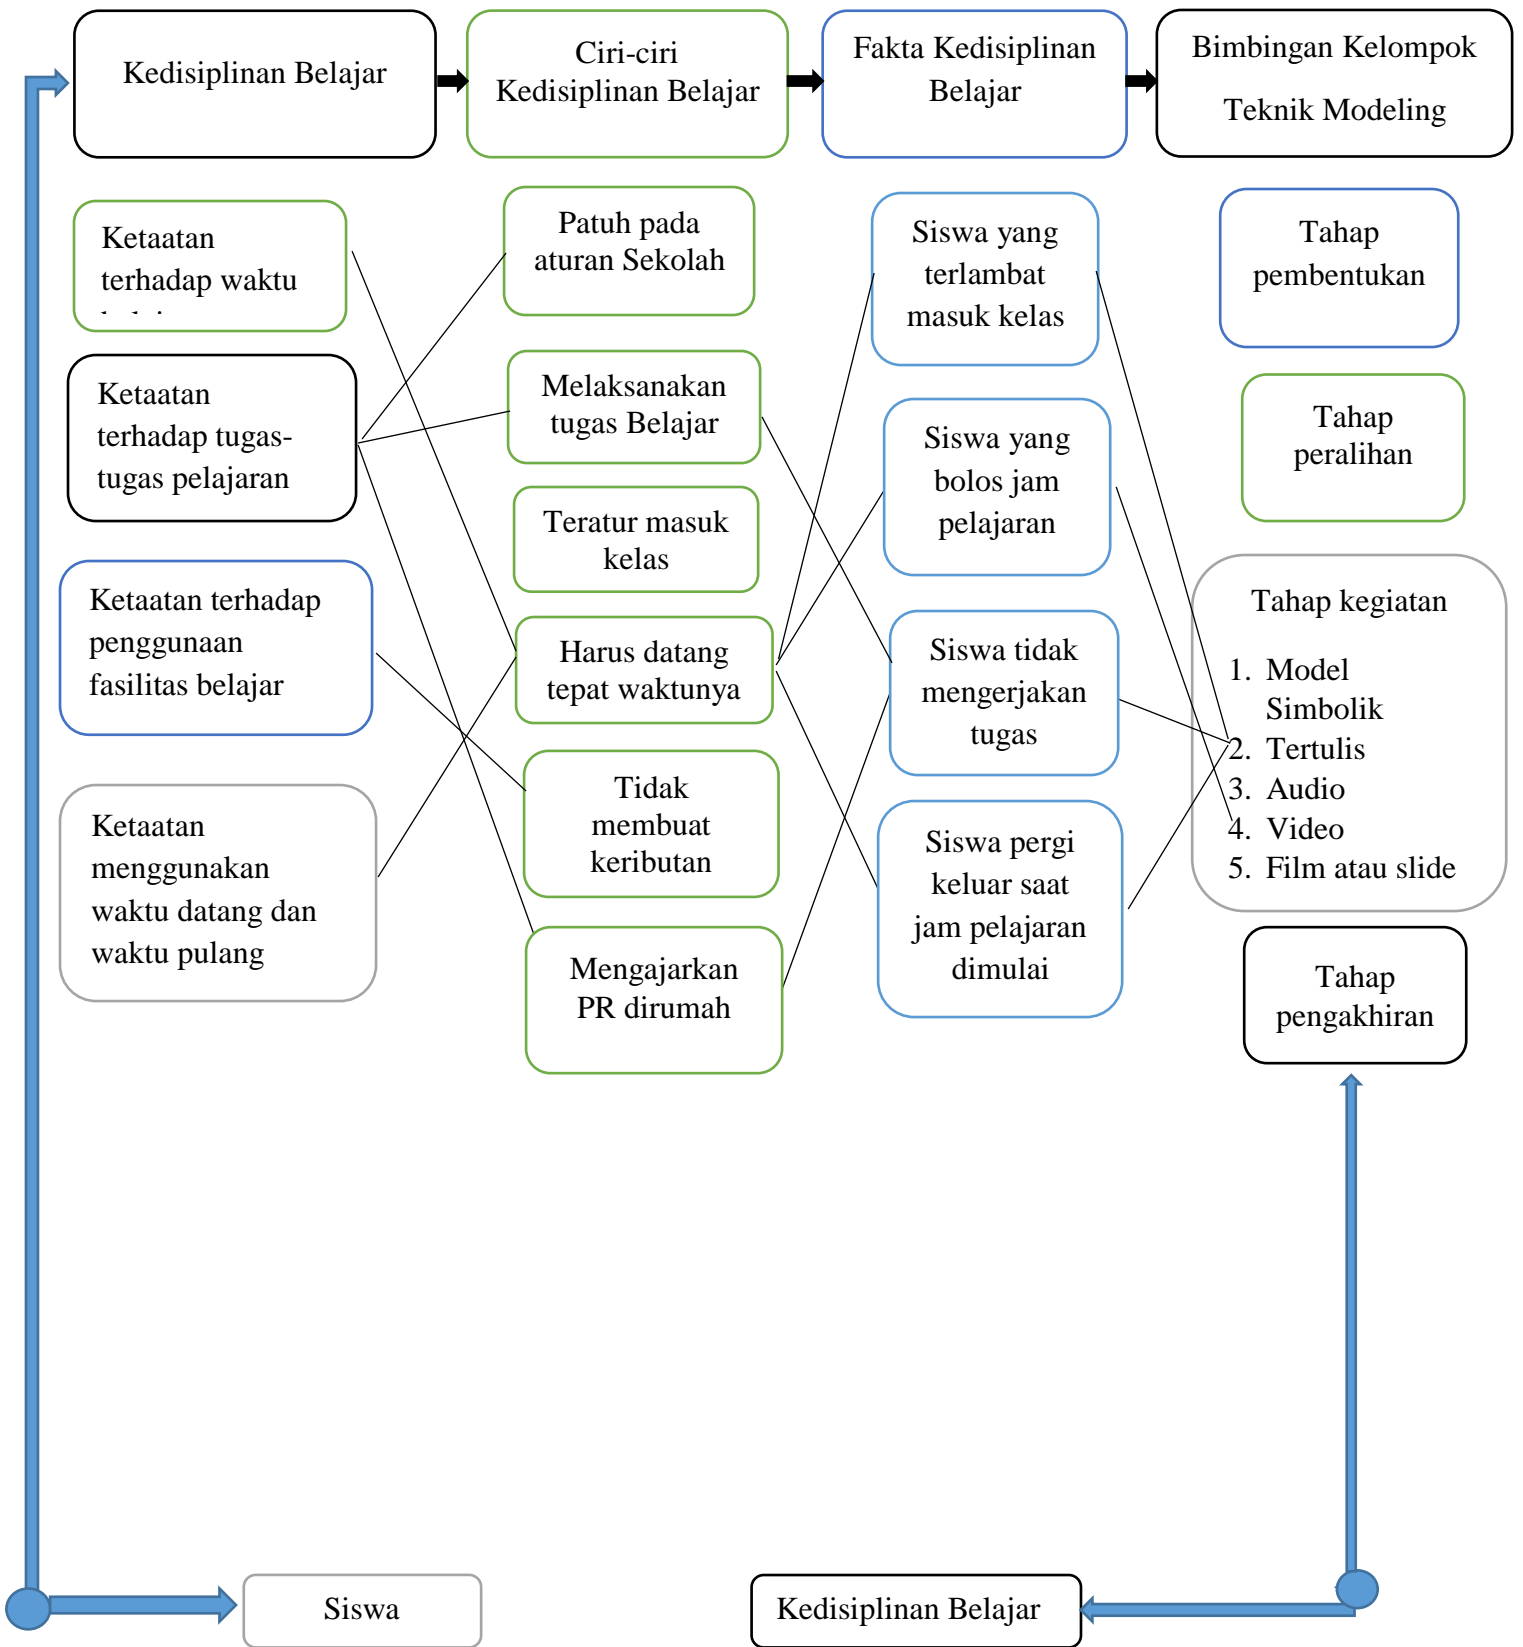 Kedisiplinan Belajar
Ciri-ciri
Kedisiplinan Belajar
Fakta Kedisiplinan
Belajar
Bimbingan Kelompok
Teknik Modeling
Ketaatan
terhadap waktu
Ketaatan
terhadap tugas-
tugas pelajaran
Ketaatan terhadap
penggunaan
fasilitas belajar
Ketaatan
menggunakan
waktu datang dan
waktu pulang
Patuh pada
aturan Sekolah
Melaksanakan
tugas Belajar
Teratur masuk
kelas
Harus datang
tepat waktunya
Tidak
membuat
keributan
Mengajarkan
PR dirumah
Siswa yang
terlambat
masuk kelas
Siswa yang
bolos jam
pelajaran
Siswa tidak
mengerjakan
tugas
Siswa pergi
keluar saat
jam pelajaran
dimulai
Tahap
pembentukan
Tahap
peralihan
Tahap kegiatan
1. Model
Simbolik
2. Tertulis
3. Audio
4. Video
5. Film atau slide
Tahap
pengakhiran
Siswa
Kedisiplinan Belajar